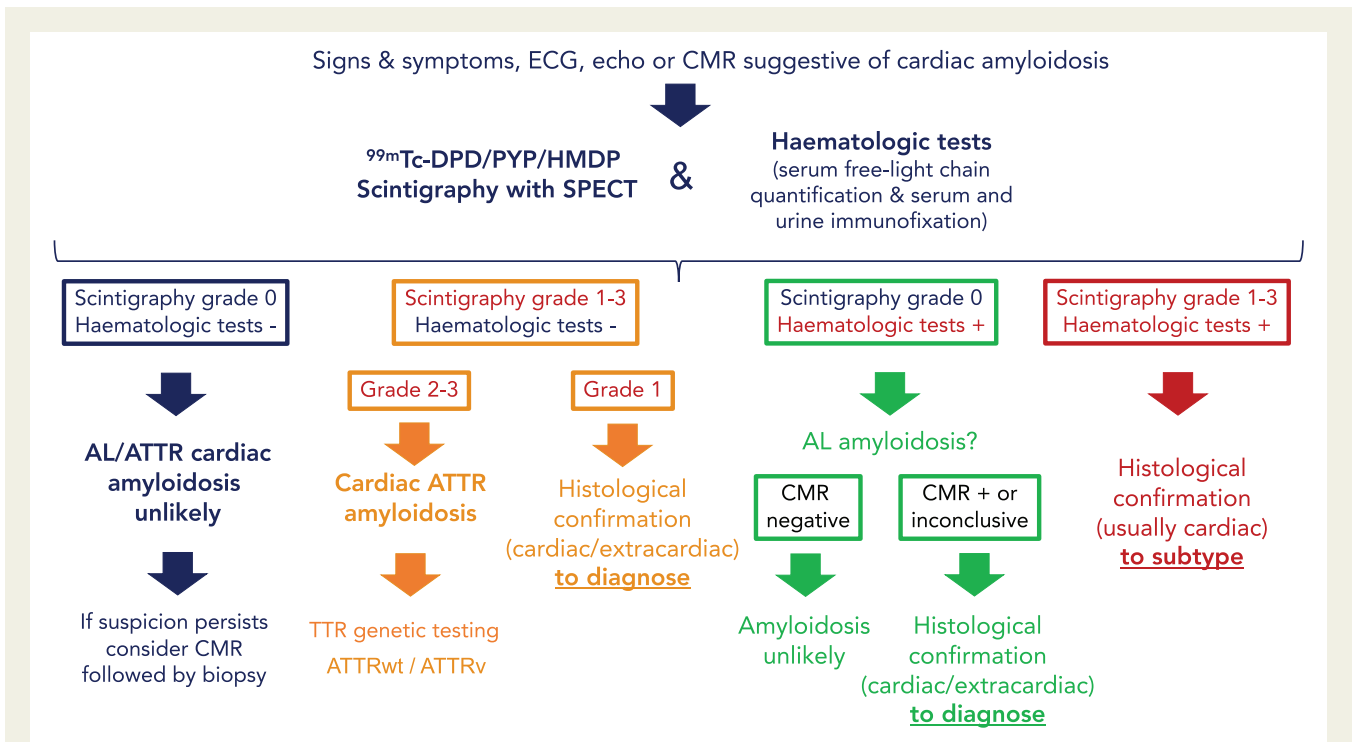 Signs & symptoms, ECG, echo or CMR suggestive of cardiac amyloidosis
99mTc-DPD/PYP/HMDP
Scintigraphy with SPECT
&
Haematologic tests
(serum free-light chain
quantification & serum and
urine immunofixation)
Scintigraphy grade 0
Haematologic tests -
AL/ATTR cardiac
amyloidosis
unlikely
If suspicion persists
consider CMR
followed by biopsy
Scintigraphy grade 1-3
Haematologic tests -
Grade 2-3
Cardiac ATTR
amyloidosis
TTR genetic testing
ATTRwt / ATTRv
Grade 1
Histological
confirmation
(cardiac/extracardiac)
to diagnose
Scintigraphy grade 0
Haematologic tests +
AL amyloidosis?
CMR
negative
Amyloidosis
unlikely
CMR + or
inconclusive
Histological
confirmation
(cardiac/extracardiac)
to diagnose
Scintigraphy grade 1-3
Haematologic tests +
Histological
confirmation
(usually cardiac)
to subtype